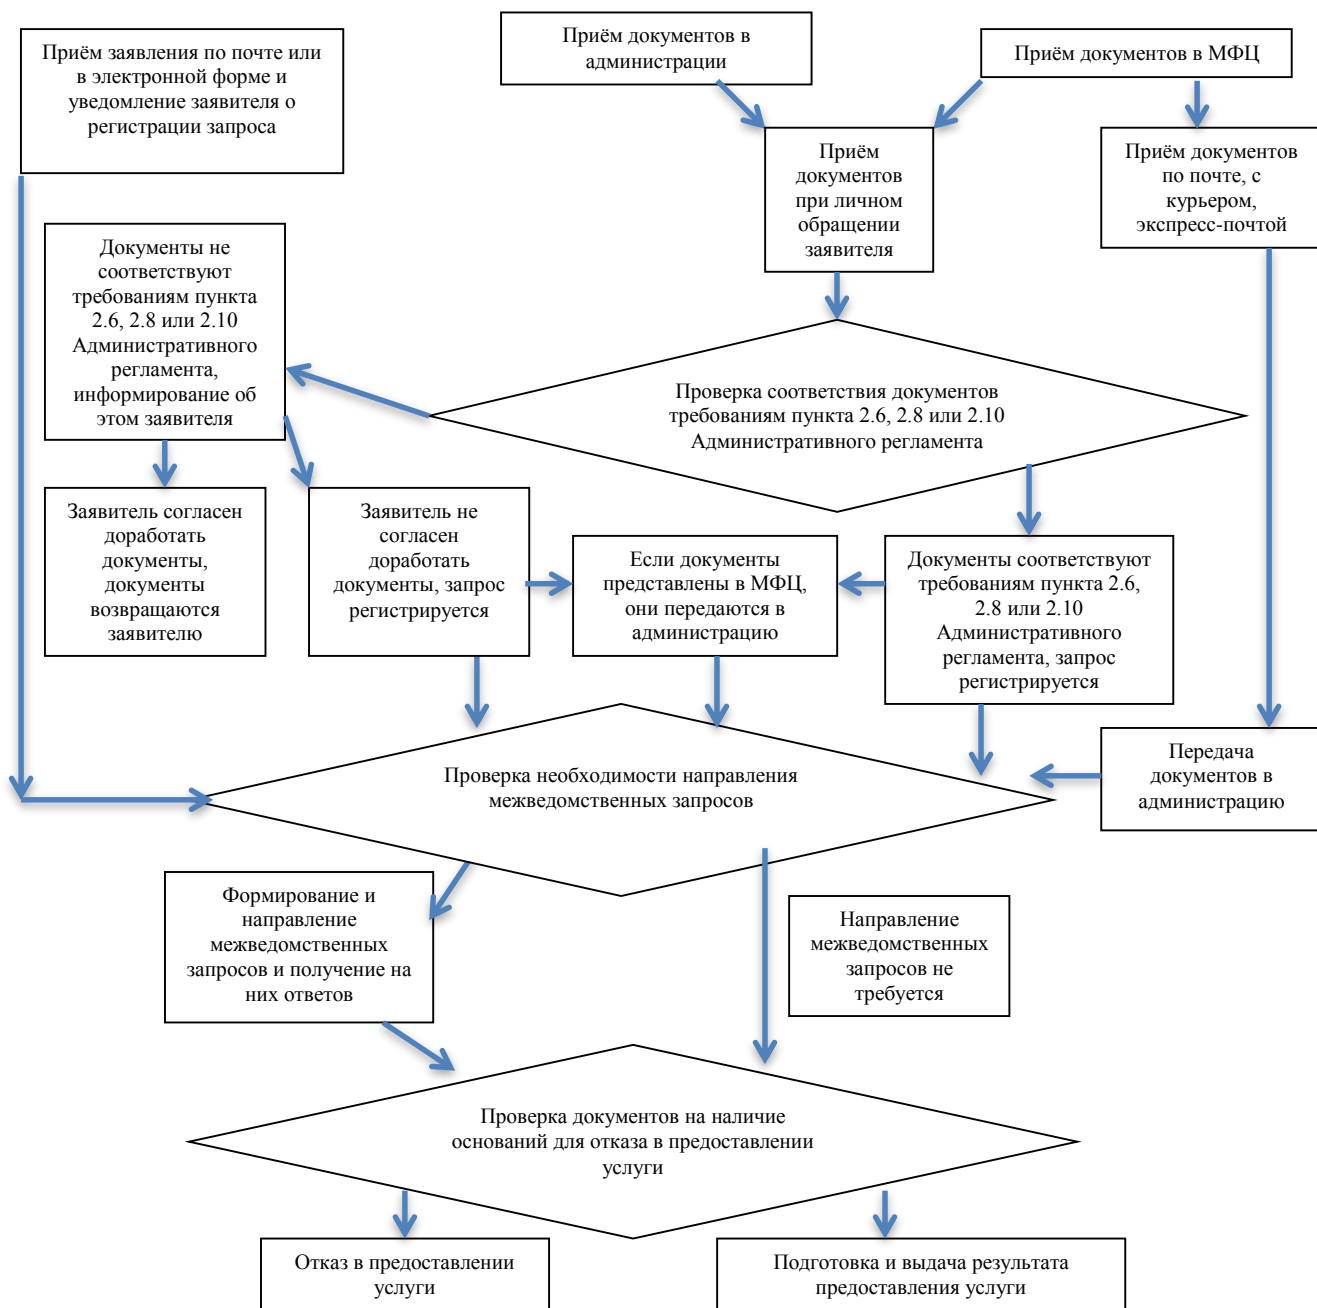 Приём заявления по почте или
в электронной форме и
уведомление заявителя о
регистрации запроса
Приём документов в
администрации
Приём документов в МФЦ
Приём
документов
при личном
обращении
заявителя
Приём документов
по почте, с
курьером,
экспресс-почтой
Документы не
соответствуют
требованиям пункта
2.6, 2.8 или 2.10
Административного
регламента,
информирование об
этом заявителя
Проверка соответствия документов
требованиям пункта 2.6, 2.8 или 2.10
Административного регламента
Заявитель согласен
доработать
документы,
документы
возвращаются
заявителю
Заявитель не
согласен
доработать
документы, запрос
регистрируется
Если документы
представлены в МФЦ,
они передаются в
администрацию
Документы соответствуют
требованиям пункта 2.6,
2.8 или 2.10
Административного
регламента, запрос
регистрируется
Передача
документов в
администрацию
Проверка необходимости направления
межведомственных запросов
Формирование и
направление
межведомственных
запросов и получение на
них ответов
Направление
межведомственных
запросов не
требуется
Проверка документов на наличие
оснований для отказа в предоставлении
услуги
Отказ в предоставлении
услуги
Подготовка и выдача результата
предоставления услуги